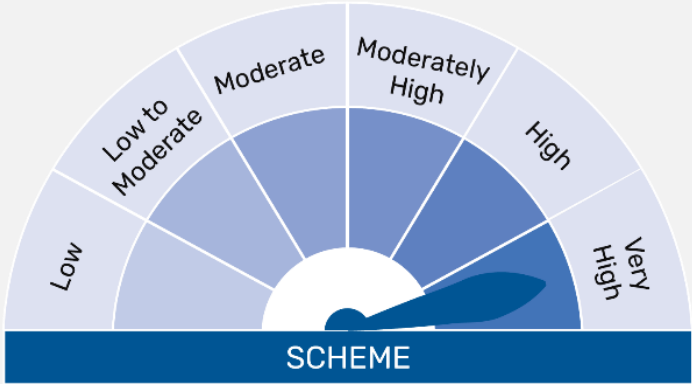 Low
Low to
Moderate
Moderate
Moderately
High
High
Very
High
SCHEME